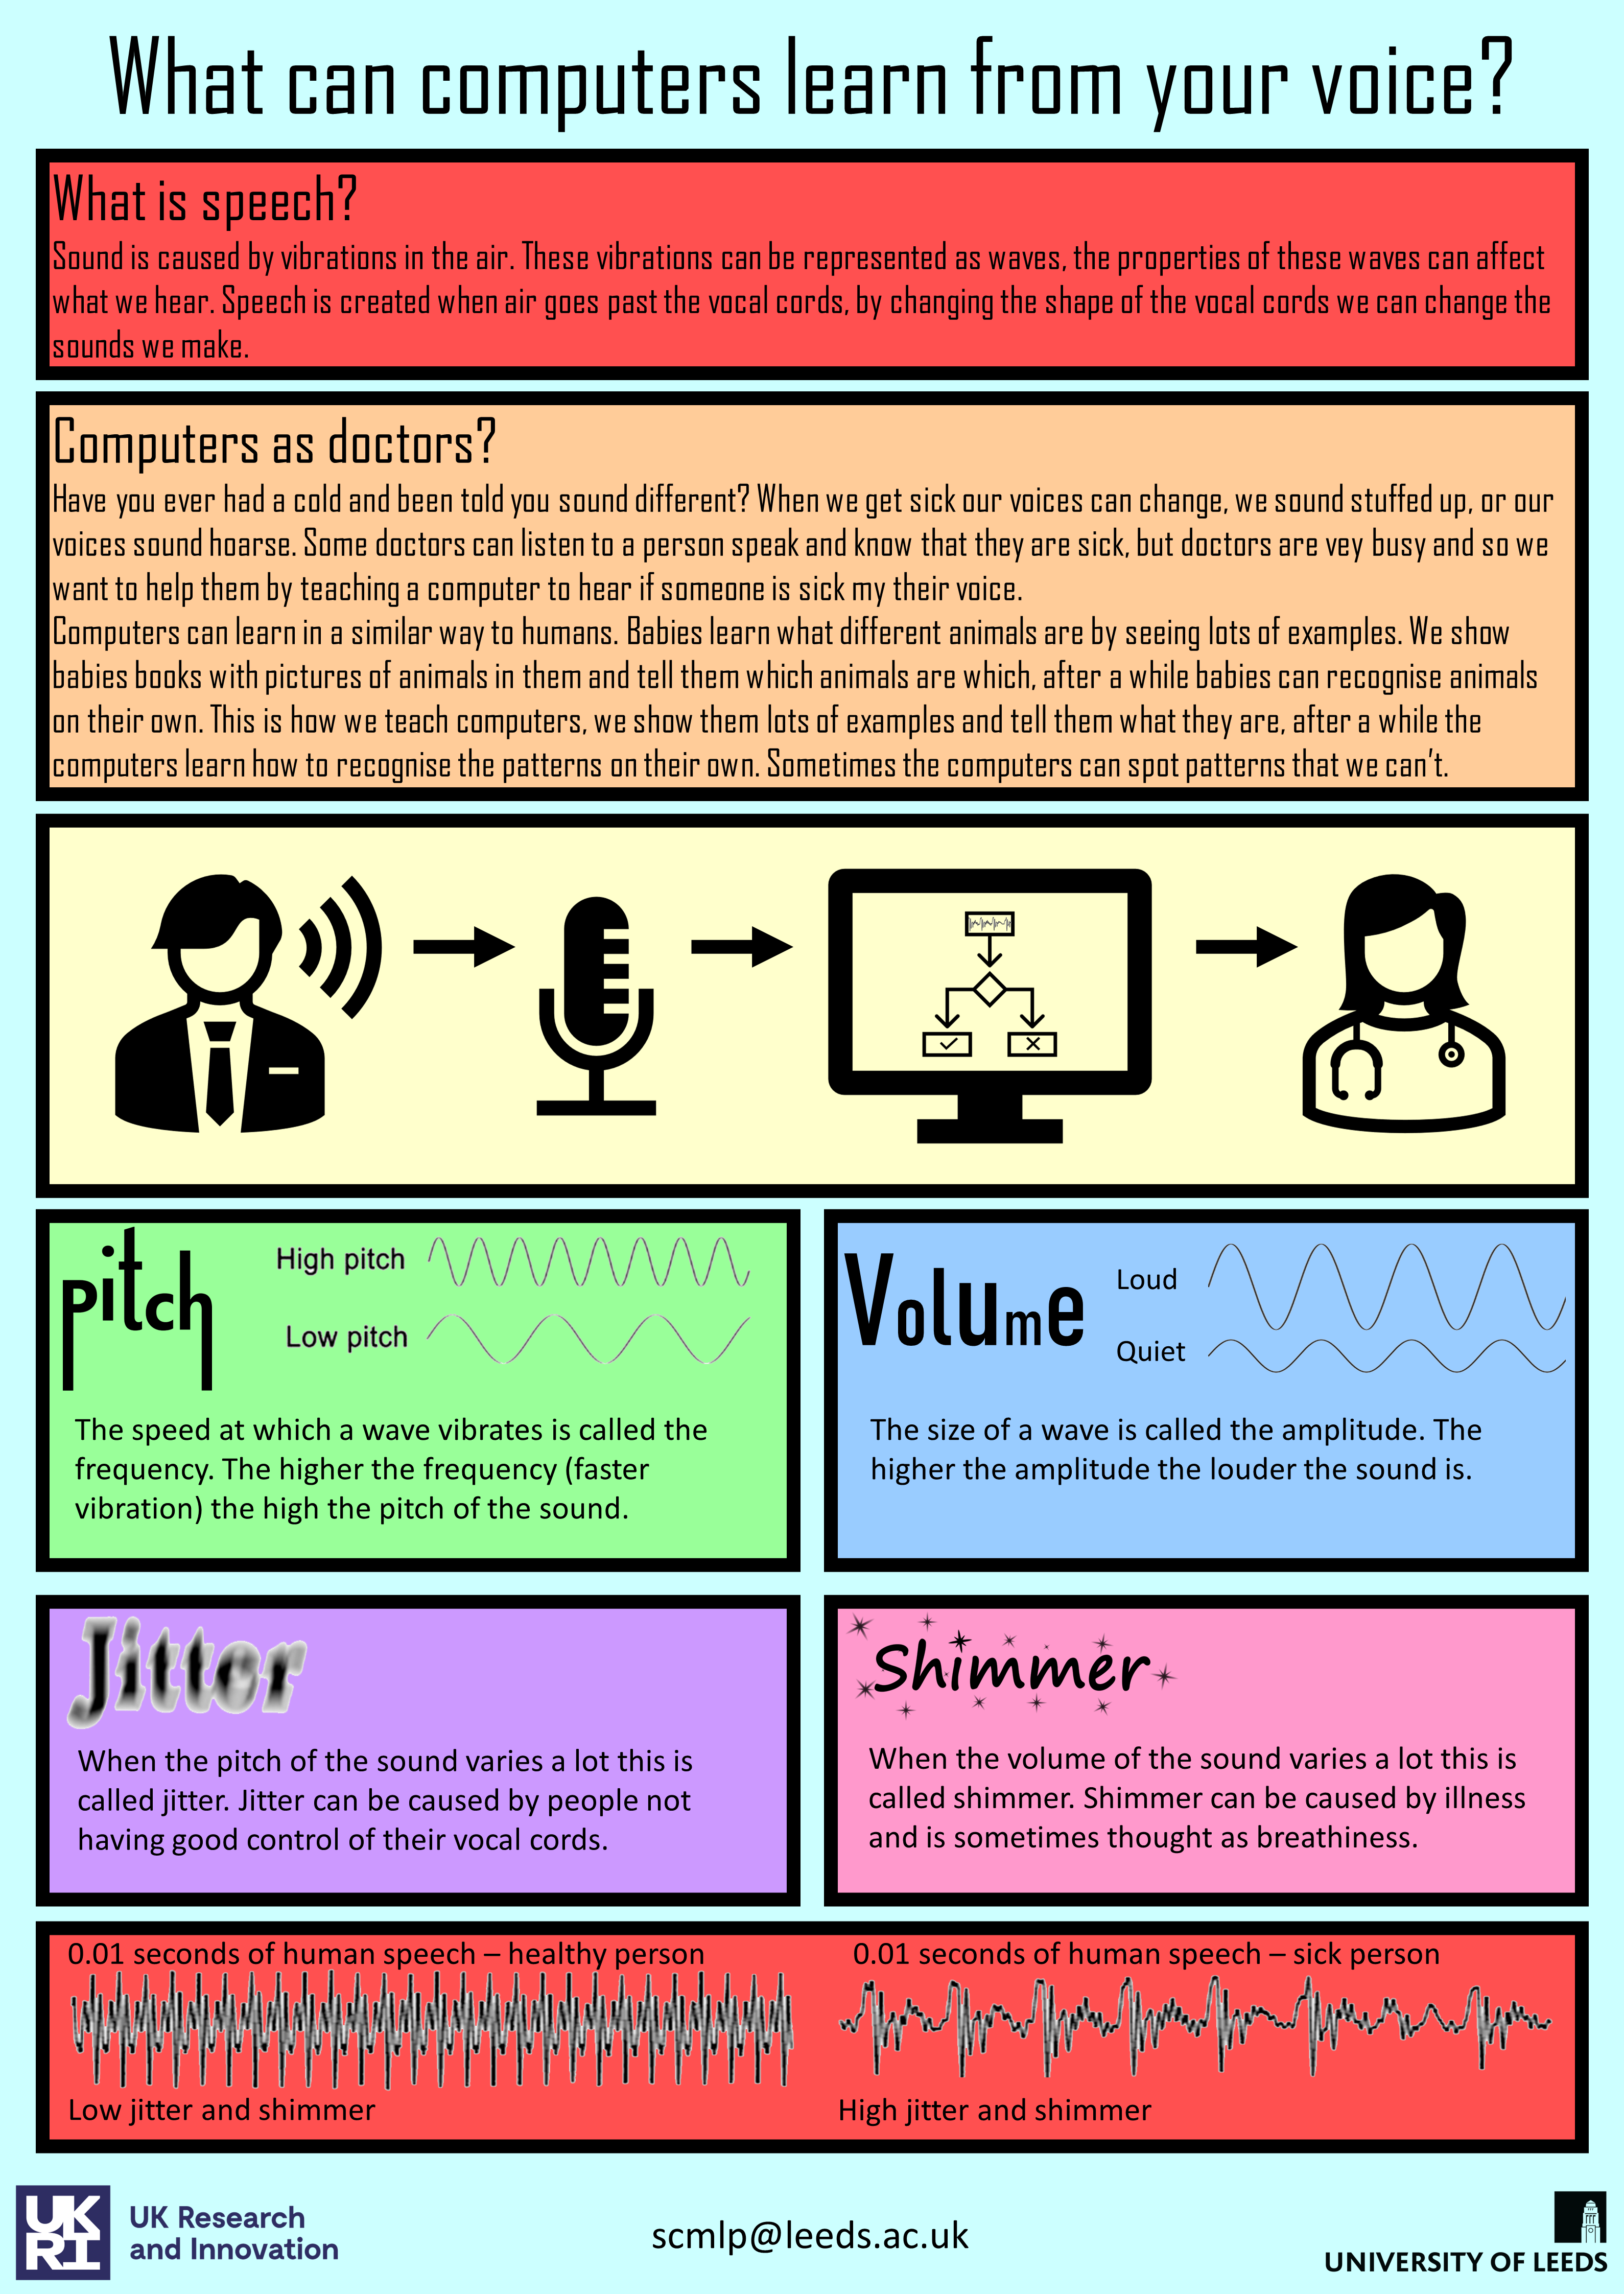 What can computers learn from your voice?
What is speech?
Sound is caused by vibrations in the air. These vibrations can be represented as waves, the properties of these waves can affect
what we hear. Speech is created when air goes past the vocal cords, by changing the shape of the vocal cords we can change the
sounds we make.
Computers as doctors?
Have you ever had a cold and been told you sound different? When we get sick our voices can change, we sound stuffed up, or our
voices sound hoarse. Some doctors can listen to a person speak and know that they are sick, but doctors are vey busy and so we
want to help them by teaching a computer to hear if someone is sick my their voice.
Computers can learn in a similar way to humans. Babies learn what different animals are by seeing lots of examples. We show
babies books with pictures of animals in them and tell them which animals are which, after a while babies can recognise animals
on their own. This is how we teach computers, we show them lots of examples and tell them what they are, after a while the
computers learn how to recognise the patterns on their own. Sometimes the computers can spot patterns that we can't.
pitch
High pitch
Low pitch
The speed at which a wave vibrates is called the
frequency. The higher the frequency (faster
vibration) the high the pitch of the sound.
Volume
Loud
Quiet
The size of a wave is called the amplitude. The
higher the amplitude the louder the sound is.
Jitter
When the pitch of the sound varies a lot this is
called jitter. Jitter can be caused by people not
having good control of their vocal cords.
Shimmer
When the volume of the sound varies a lot this is
called shimmer. Shimmer can be caused by illness
and is sometimes thought as breathiness.
0.01 seconds of human speech – healthy person
Low jitter and shimmer
0.01 seconds of human speech – sick person
High jitter and shimmer
UK
RI
UK Research
and Innovation
scmlp@leeds.ac.uk
UNIVERSITY OF LEEDS